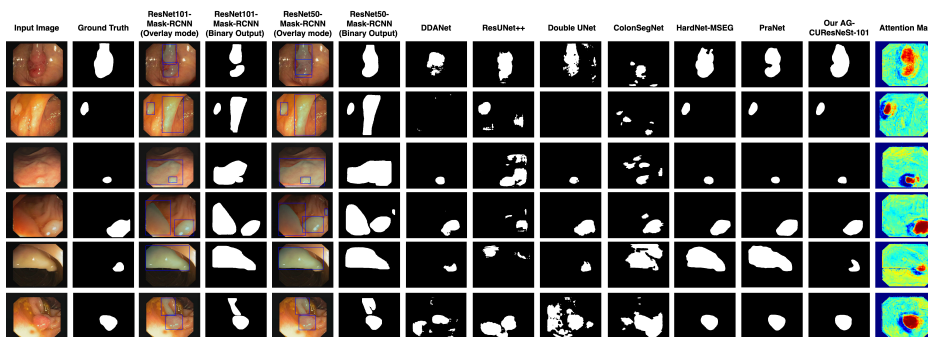 Input Image
Ground Truth
ResNet101-
Mask-RCNN
(Overlay mode)
ResNet101-
Mask-RCNN
(Binary Output)
ResNet50-
Mask-RCNN
(Overlay mode)
ResNet50-
Mask-RCNN
(Binary Output)
DDANet
ResUNet++
Double UNet
ColonSegNet
HardNet-MSEG
PraNet
Our AG-
CUResNeSt-101
Attention Ma